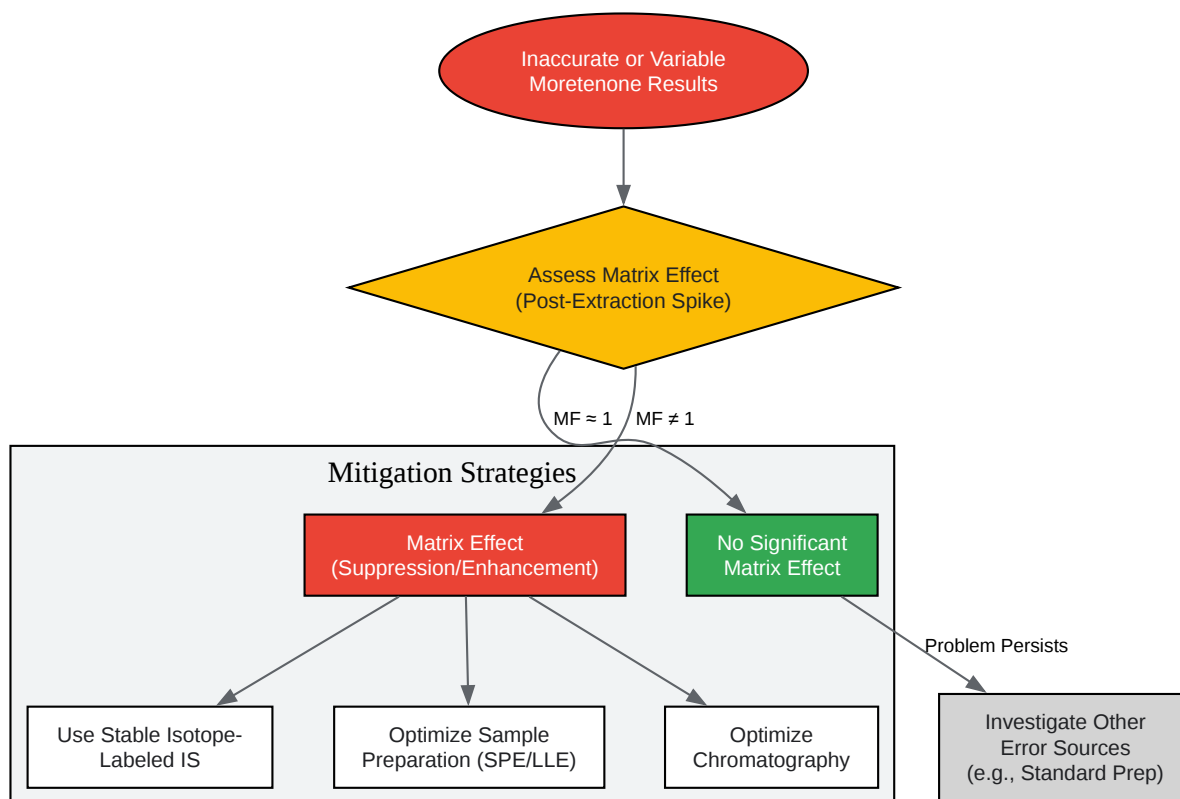 Inaccurate or Variable
Moretenone Results
Assess Matrix Effect
(Post-Extraction Spike)
MF ≈ 1
MF ≠ 1
Mitigation Strategies
Matrix Effect
(Suppression/Enhancement)
No Significant
Matrix Effect
Problem Persists
Use Stable Isotope-
Labeled IS
Optimize Sample
Preparation (SPE/LLE)
Optimize
Chromatography
Investigate Other
Error Sources
(e.g., Standard Prep)